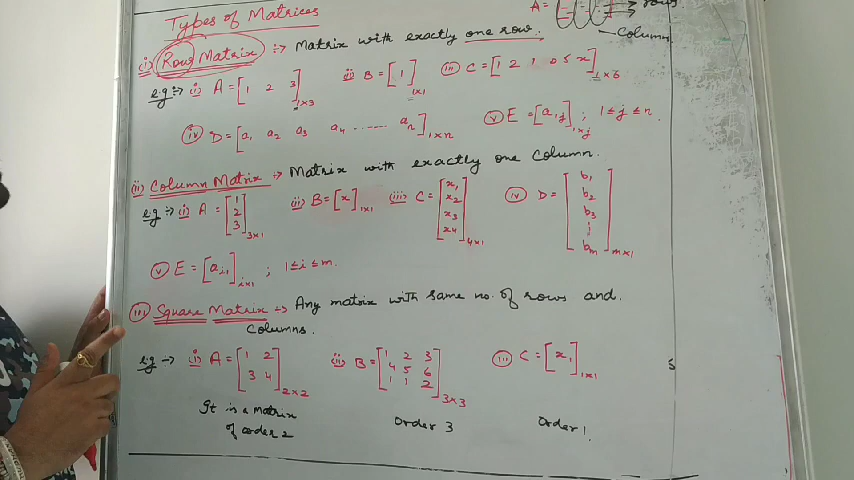 Types of Matrices
A=
rows
Column
(i) Row Matrix :→ Matrix with exactly one row.
e.g :→ (i) A = [1 2 3]1×3 (ii) B = [1]1×1 (iii) C = [1 2 1 0 5 x]1×6
(iv) D = [a1 a2 a3 a4 ...... an]1×n (v) E = [a1j]1×j ; 1≤j≤n.
(ii) Column Matrix :→ Matrix with exactly one Column.
e.g :→ (i) A = [1 2 3]3×1 (ii) B = [x]1×1 (iii) C = [x1 x2 x3 x4]4×1 (iv) D = [b1 b2 b3 ⋮ bm]m×1
(v) E = [ai1]i×1 ; 1≤i≤m.
(iii) Square Matrix :→ Any matrix with same no. of rows and
Columns.
e.g → (i) A = [1 2 3 4]2×2 (ii) B = [1 2 3 4 5 6 1 1 2]3×3 (iii) C = [x1]1×1
S
It is a matrix
of order 2
Order 3
Order 1.